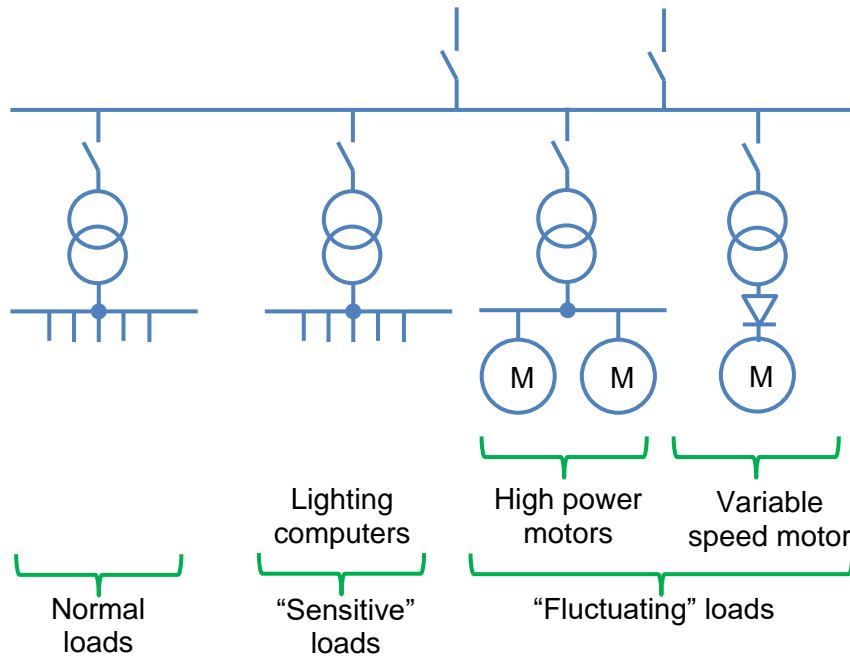 M
M
M
Lighting
computers
High power
motors
Variable
speed motor
Normal
loads
“Sensitive”
loads
“Fluctuating” loads